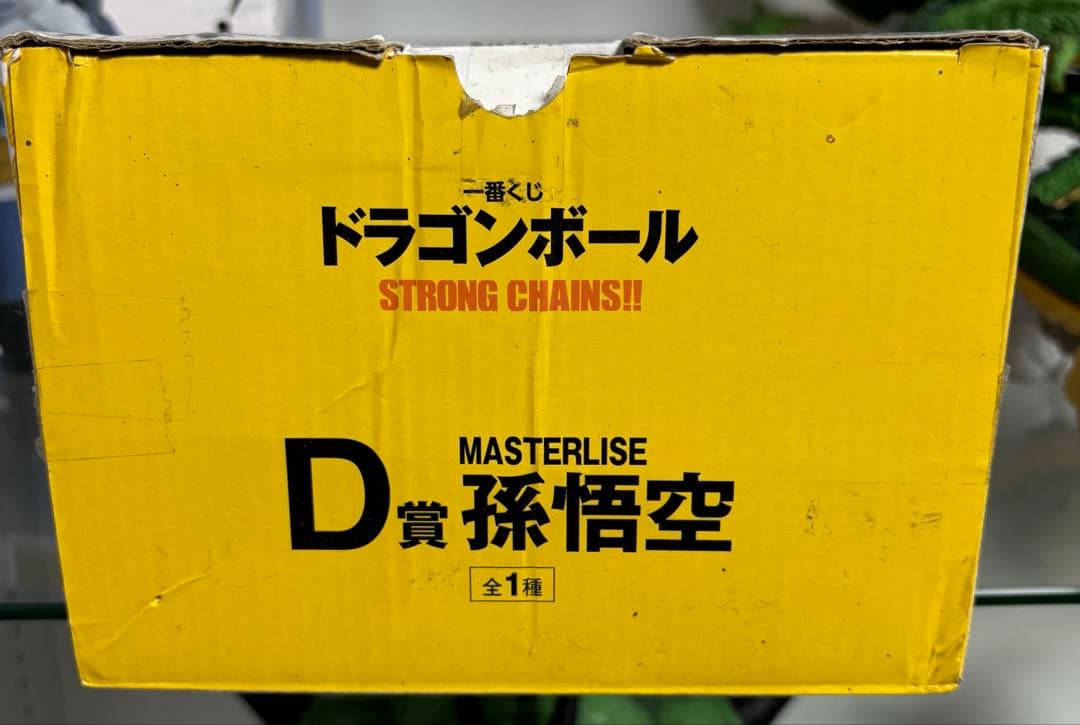 一番くじ
ドラゴンボール
STRONG CHAINS!!
MASTERLISE
D賞 孫悟空
全1種